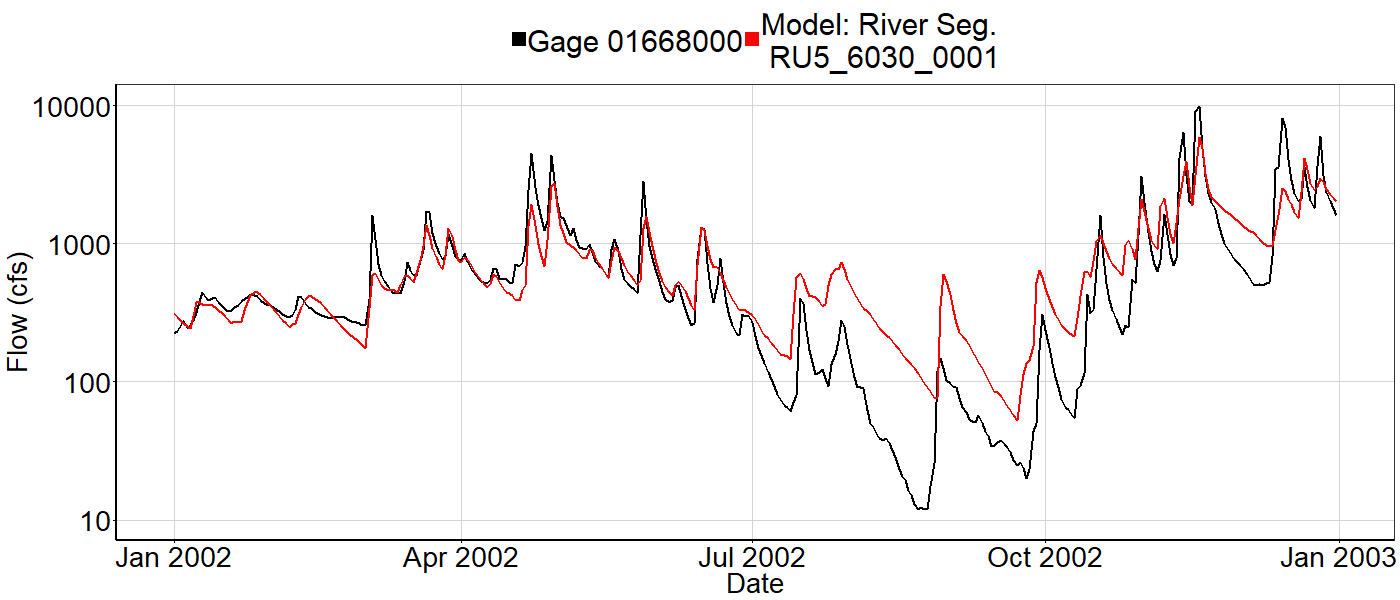 Gage 01668000 Model: River Seg.
RU5_6030_0001
10000
1000
100
10
Flow (cfs)
Jan 2002 Apr 2002 Jul 2002 Oct 2002 Jan 2003
Date